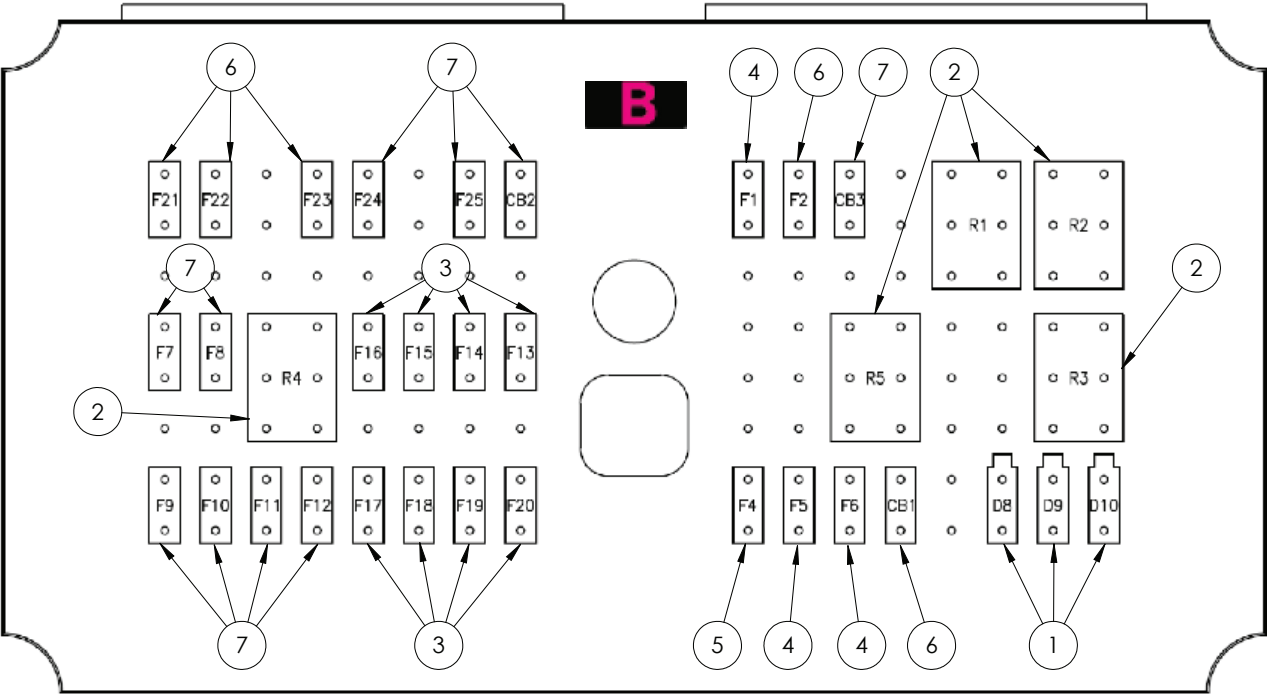 6 7 4 6 7 2
B
F21 F22 F23 F24 F25 CB2 F1 F2 CB3 R1 R2
7 3 2
F7 F8 R4 F16 F15 F14 F13 R5 R3
2
F9 F10 F11 F12 F17 F18 F19 F20 F4 F5 F6 CB1 D8 D9 D10
7 3 5 4 4 6 1